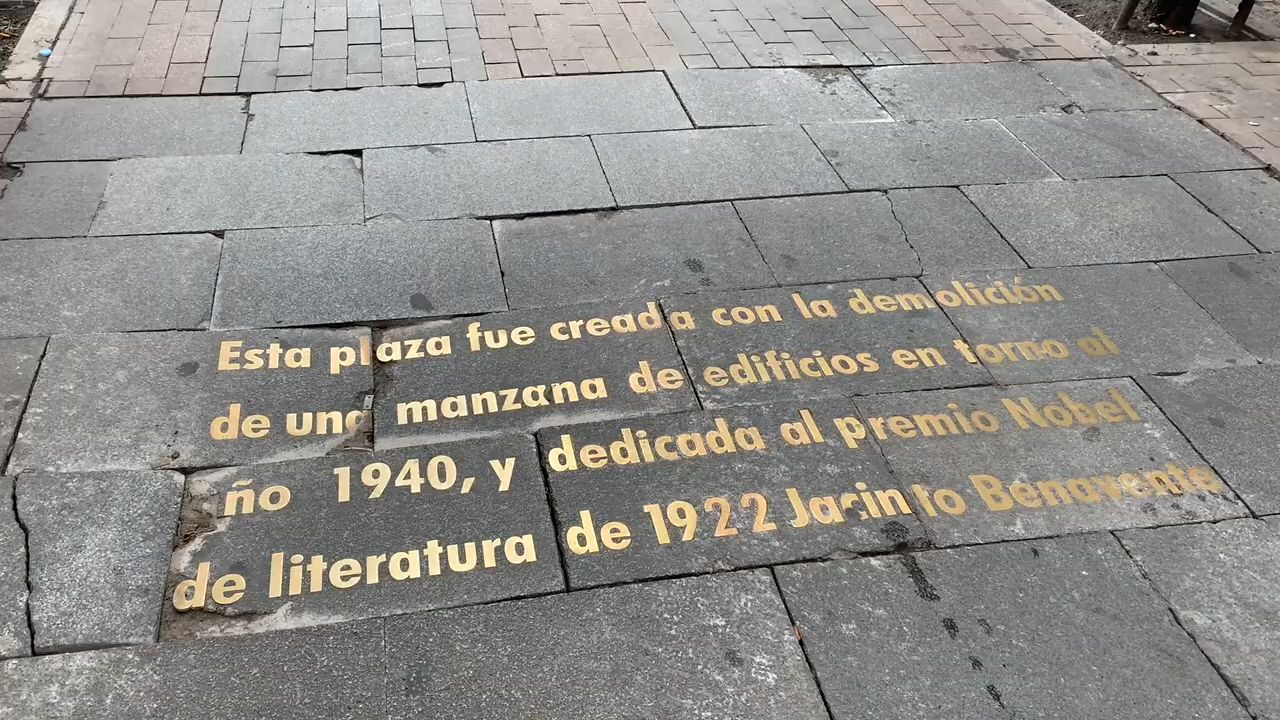 Esta plaza fue creada con la demolición
de una manzana de edificios en torno al
ño 1940, y dedicada al premio Nobel
de literatura de 1922 Jacinto Benavente